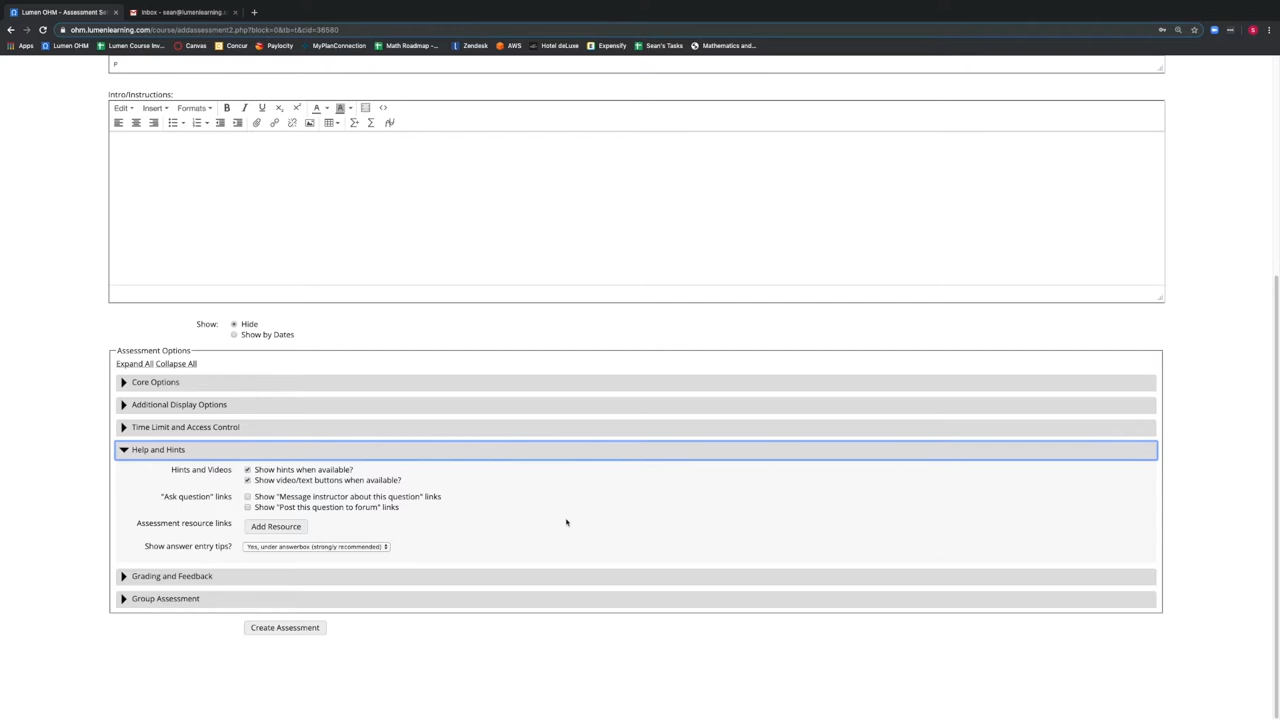 Lumen OHM - Assessment Se
Inbox - sean@lumenlearning.
ohm.lumenlearning.com/course/addassessment2.php?block=0&tb=t&cid=36580
Apps Lumen OHM Lumen Course Inv... Canvas Concur Paylocity MyPlanConnection Math Roadmap -... Zendesk AWS Hotel deLuxe Expensify Sean's Tasks Mathematics and...
P
Intro/Instructions:
Edit Insert Formats B I U
Show: Hide
Show by Dates
Assessment Options
Expand All Collapse All
Core Options
Additional Display Options
Time Limit and Access Control
Help and Hints
Hints and Videos Show hints when available?
Show video/text buttons when available?
"Ask question" links Show "Message instructor about this question" links
Show "Post this question to forum" links
Assessment resource links Add Resource
Show answer entry tips? Yes, under answerbox (strongly recommended)
Grading and Feedback
Group Assessment
Create Assessment